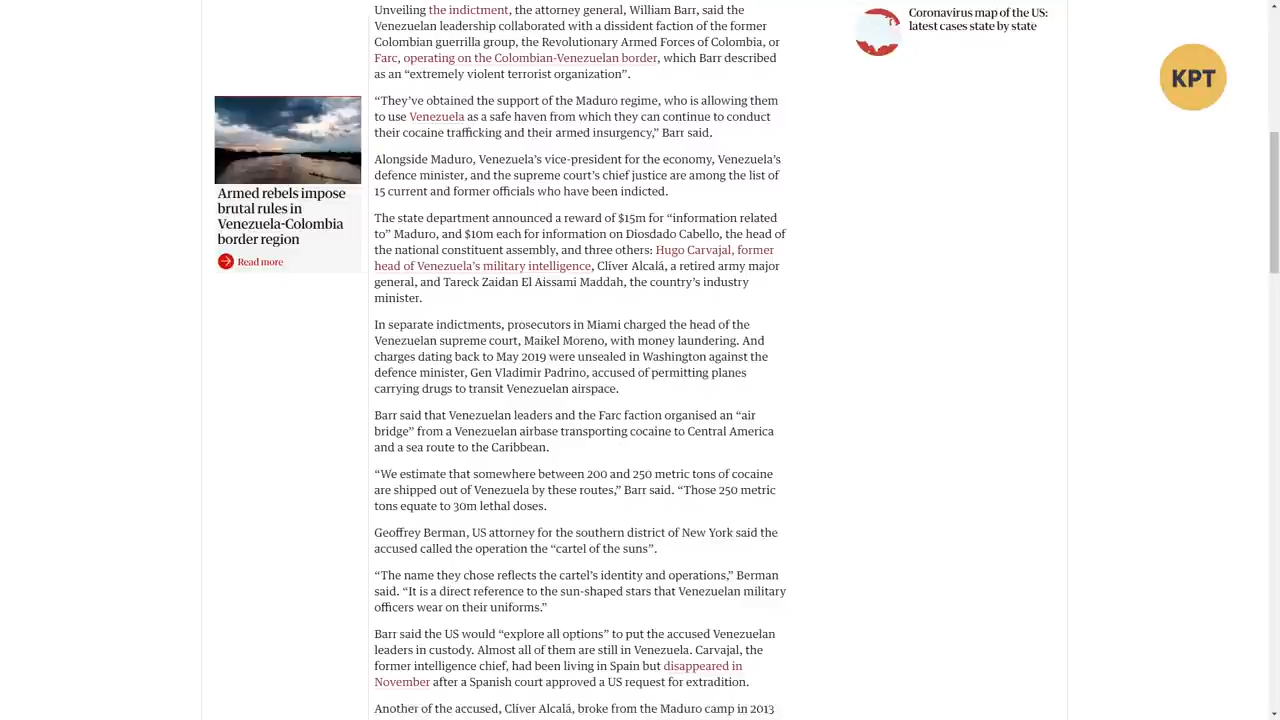 Unveiling the indictment, the attorney general, William Barr, said the
Venezuelan leadership collaborated with a dissident faction of the former
Colombian guerrilla group, the Revolutionary Armed Forces of Colombia, or
Farc, operating on the Colombian-Venezuelan border, which Barr described
as an “extremely violent terrorist organization”.
“They’ve obtained the support of the Maduro regime, who is allowing them
to use Venezuela as a safe haven from which they can continue to conduct
their cocaine trafficking and their armed insurgency,” Barr said.
Alongside Maduro, Venezuela’s vice-president for the economy, Venezuela’s
defence minister, and the supreme court’s chief justice are among the list of
15 current and former officials who have been indicted.
The state department announced a reward of $15m for “information related
to” Maduro, and $10m each for information on Diosdado Cabello, the head of
the national constituent assembly, and three others: Hugo Carvajal, former
head of Venezuela’s military intelligence, Clíver Alcalá, a retired army major
general, and Tareck Zaidan El Aissami Maddah, the country’s industry
minister.
In separate indictments, prosecutors in Miami charged the head of the
Venezuelan supreme court, Maikel Moreno, with money laundering. And
charges dating back to May 2019 were unsealed in Washington against the
defence minister, Gen Vladimir Padrino, accused of permitting planes
carrying drugs to transit Venezuelan airspace.
Barr said that Venezuelan leaders and the Farc faction organised an “air
bridge” from a Venezuelan airbase transporting cocaine to Central America
and a sea route to the Caribbean.
“We estimate that somewhere between 200 and 250 metric tons of cocaine
are shipped out of Venezuela by these routes,” Barr said. “Those 250 metric
tons equate to 30m lethal doses.
Geoffrey Berman, US attorney for the southern district of New York said the
accused called the operation the “cartel of the suns”.
“The name they chose reflects the cartel’s identity and operations,” Berman
said. “It is a direct reference to the sun-shaped stars that Venezuelan military
officers wear on their uniforms.”
Barr said the US would “explore all options” to put the accused Venezuelan
leaders in custody. Almost all of them are still in Venezuela. Carvajal, the
former intelligence chief, had been living in Spain but disappeared in
November after a Spanish court approved a US request for extradition.
Another of the accused, Clíver Alcalá, broke from the Maduro camp in 2013
Armed rebels impose
brutal rules in
Venezuela-Colombia
border region
Read more
Coronavirus map of the US:
latest cases state by state
KPT